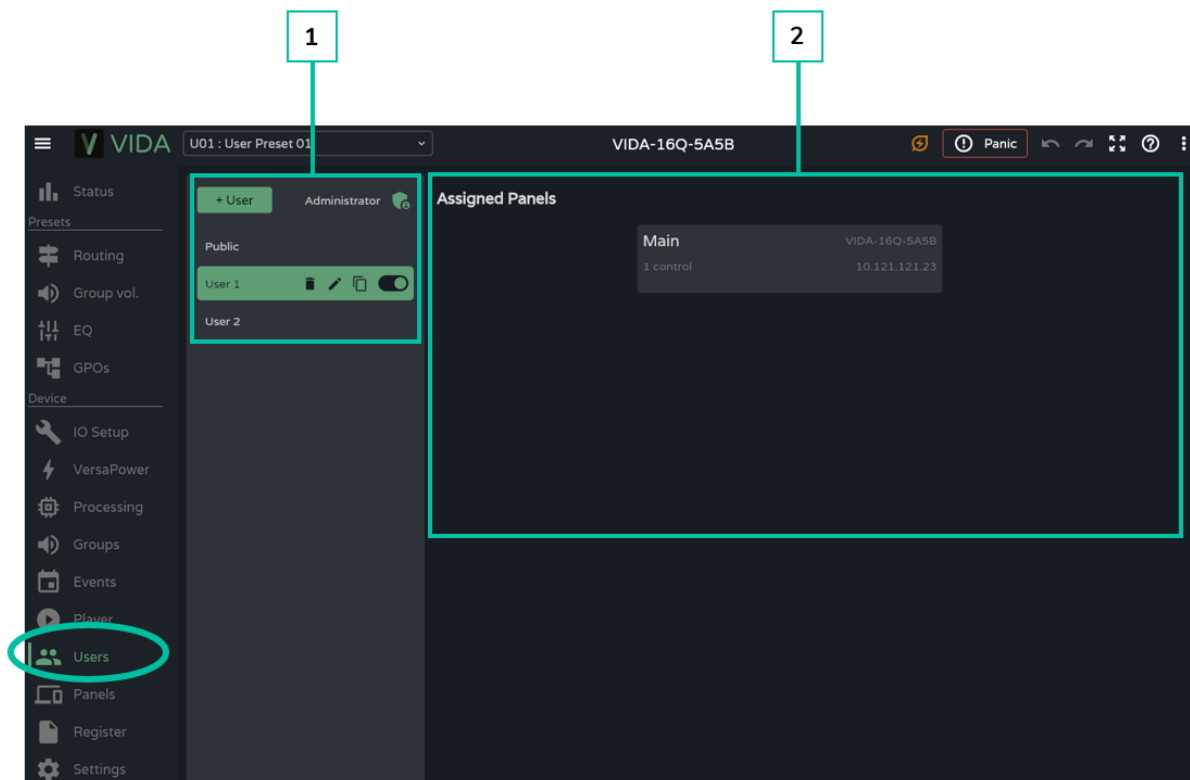 1
2
VIDA
U01 : User Preset 01
VIDA-16Q-5A5B
Panic
Status
Presets
Routing
Group vol.
EQ
GPOs
Device
IO Setup
VersaPower
Processing
Groups
Events
Player
Users
Panels
Register
Settings
+ User
Administrator
Public
User 1
User 2
Assigned Panels
Main
VIDA-16Q-5A5B
1 control
10.121.121.23